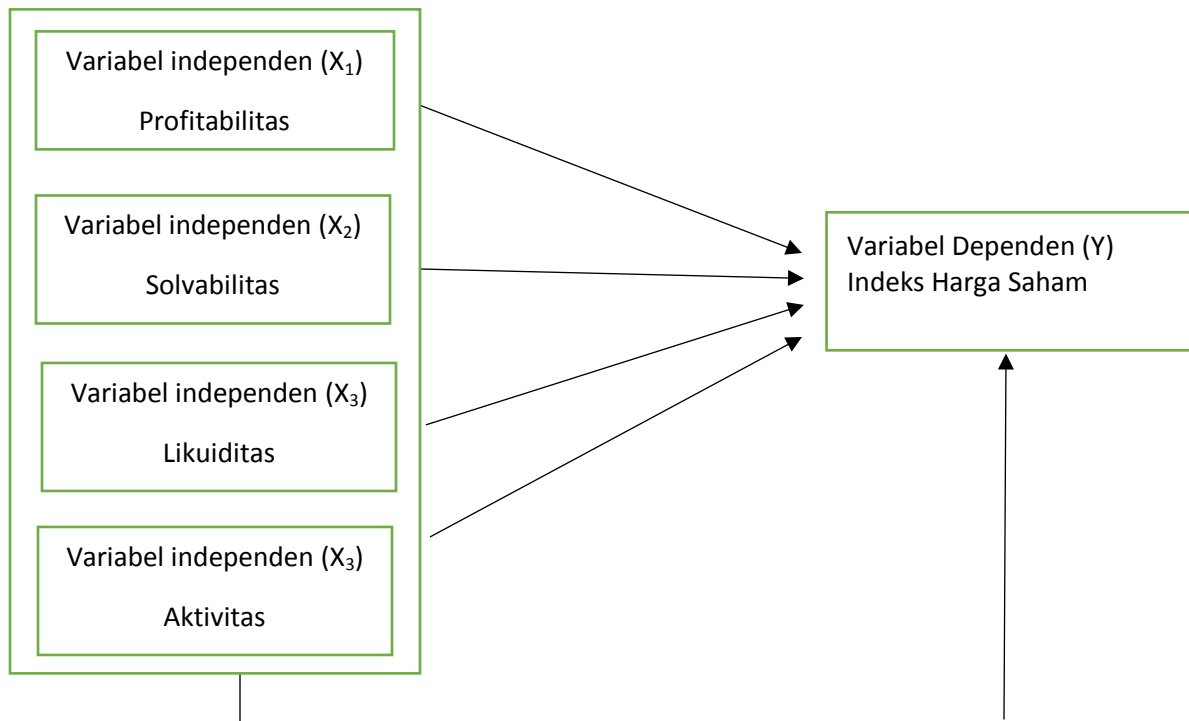 Variabel independen (X₁)
Profitabilitas
Variabel independen (X₂)
Solvabilitas
Variabel independen (X₃)
Likuiditas
Variabel independen (X₃)
Aktivitas
Variabel Dependen (Y)
Indeks Harga Saham